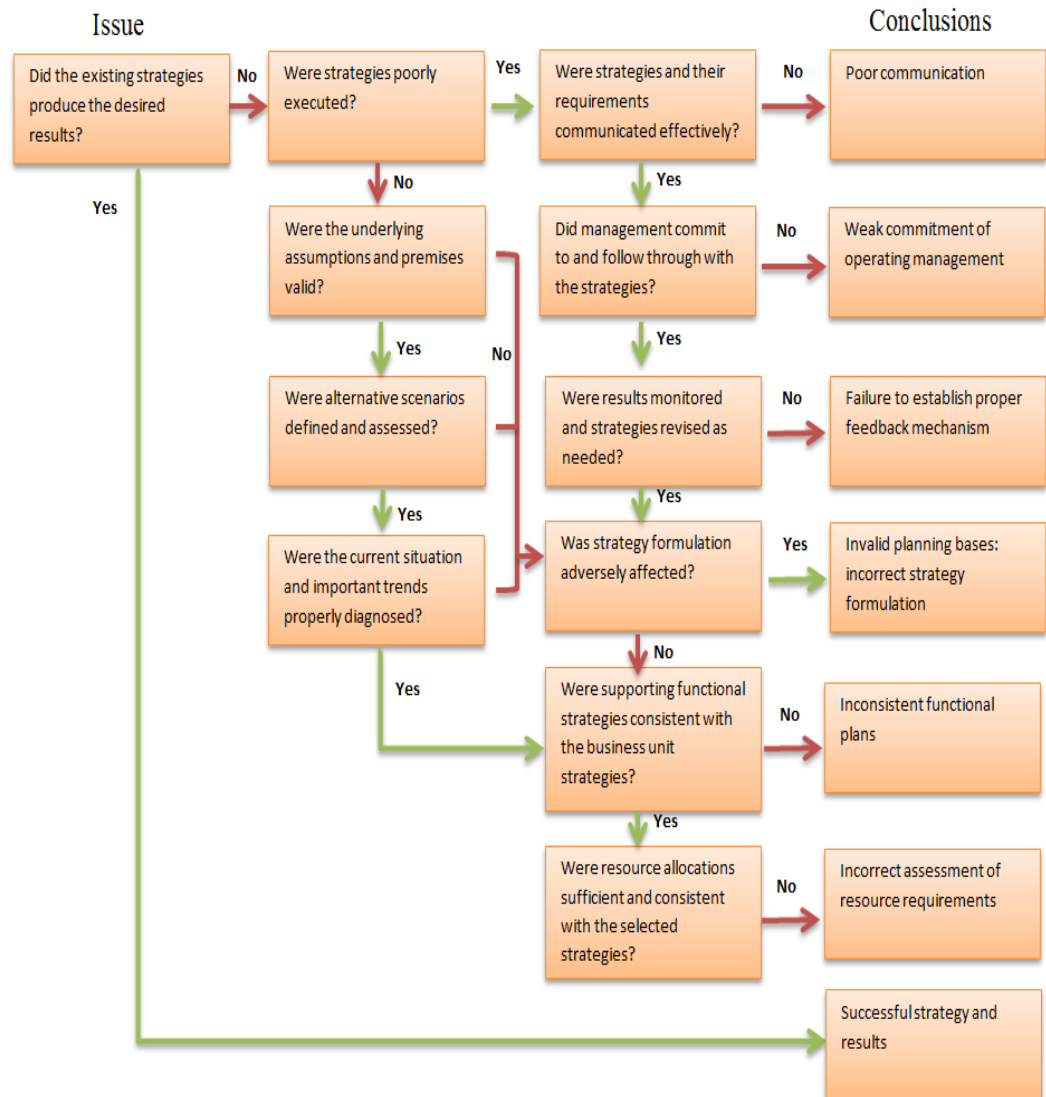 Issue
Conclusions
Did the existing strategies
produce the desired
results?
No
Were strategies poorly
executed?
Yes
Were strategies and their
requirements
communicated effectively?
No
Poor communication
Yes
No
Yes
Were the underlying
assumptions and premises
valid?
Did management commit
to and follow through with
the strategies?
No
Weak commitment of
operating management
Yes
No
Yes
Were alternative scenarios
defined and assessed?
Were results monitored
and strategies revised as
needed?
No
Failure to establish proper
feedback mechanism
Yes
Yes
Were the current situation
and important trends
properly diagnosed?
Was strategy formulation
adversely affected?
Yes
Invalid planning bases:
incorrect strategy
formulation
No
Yes
Were supporting functional
strategies consistent with
the business unit
strategies?
No
Inconsistent functional
plans
Yes
Were resource allocations
sufficient and consistent
with the selected
strategies?
No
Incorrect assessment of
resource requirements
Successful strategy and
results